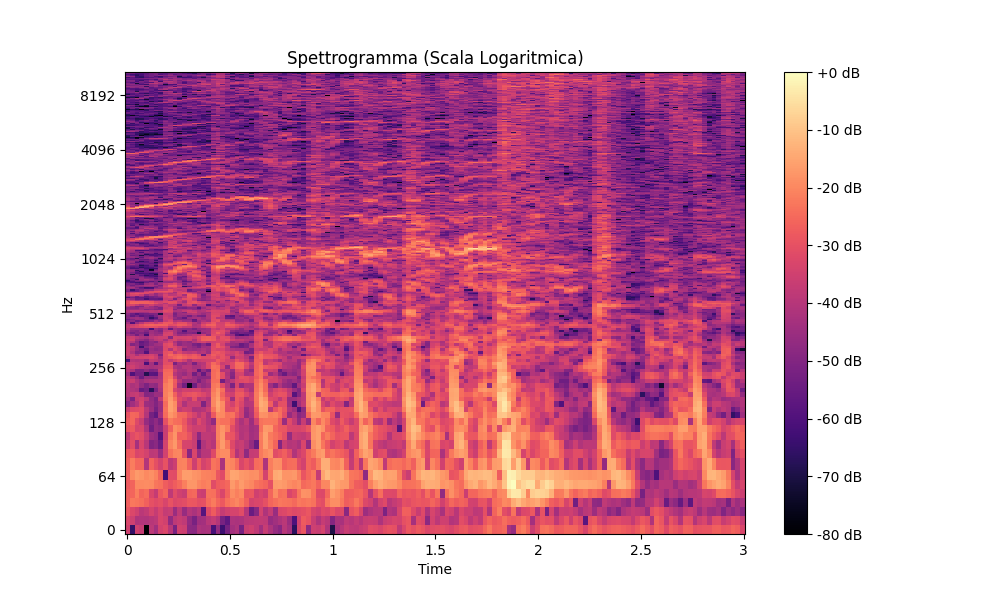 Spettrogramma (Scala Logaritmica)
8192
4096
2048
1024
512
256
128
64
0
Hz
0
0.5
1
1.5
2
2.5
3
Time
+0 dB
-10 dB
-20 dB
-30 dB
-40 dB
-50 dB
-60 dB
-70 dB
-80 dB